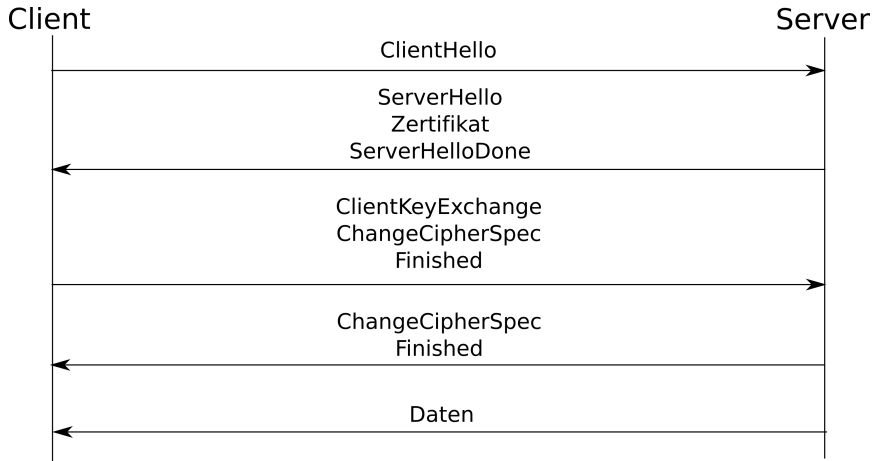 Client
Server
ClientHello
ServerHello
Zertifikat
ServerHelloDone
ClientKeyExchange
ChangeCipherSpec
Finished
ChangeCipherSpec
Finished
Daten